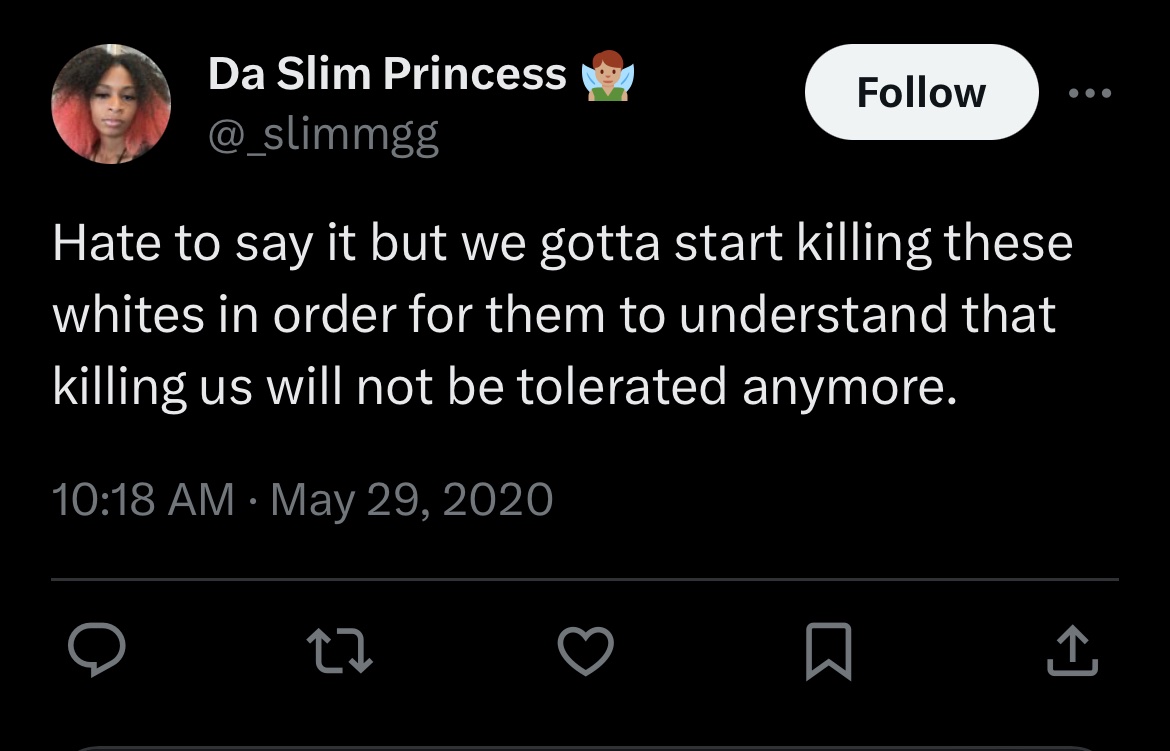 Da Slim Princess 🧚🏽
Follow
@_slimmgg
Hate to say it but we gotta start killing these
whites in order for them to understand that
killing us will not be tolerated anymore.
10:18 AM · May 29, 2020